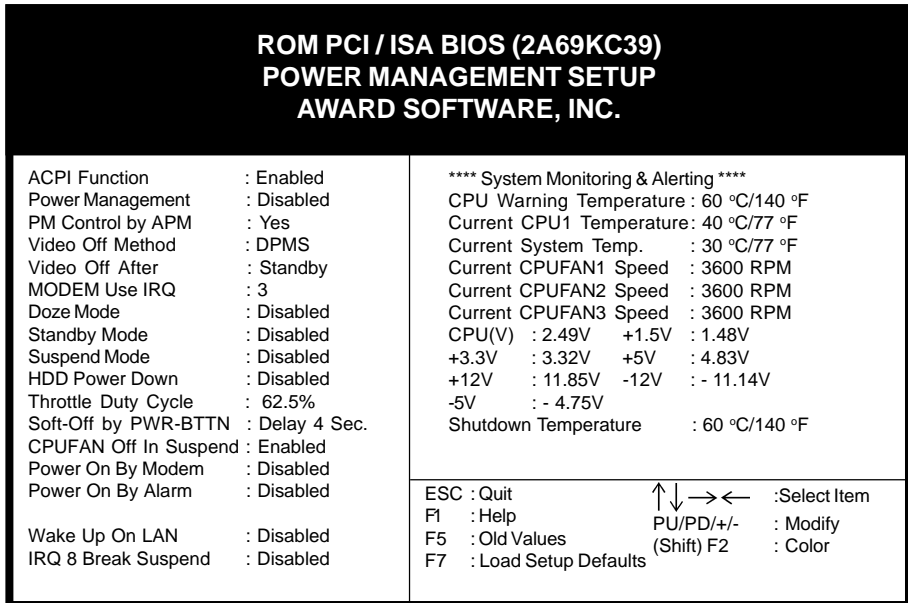 ROM PCI / ISA BIOS (2A69KC39)
POWER MANAGEMENT SETUP
AWARD SOFTWARE, INC.
ACPI Function : Enabled
Power Management : Disabled
PM Control by APM : Yes
Video Off Method : DPMS
Video Off After : Standby
MODEM Use IRQ : 3
Doze Mode : Disabled
Standby Mode : Disabled
Suspend Mode : Disabled
HDD Power Down : Disabled
Throttle Duty Cycle : 62.5%
Soft-Off by PWR-BTTN : Delay 4 Sec.
CPUFAN Off In Suspend : Enabled
Power On By Modem : Disabled
Power On By Alarm : Disabled
Wake Up On LAN : Disabled
IRQ 8 Break Suspend : Disabled
**** System Monitoring & Alerting ****
CPU Warning Temperature : 60 °C/140 °F
Current CPU1 Temperature : 40 °C/77 °F
Current System Temp. : 30 °C/77 °F
Current CPUFAN1 Speed : 3600 RPM
Current CPUFAN2 Speed : 3600 RPM
Current CPUFAN3 Speed : 3600 RPM
CPU(V) : 2.49V +1.5V : 1.48V
+3.3V : 3.32V +5V : 4.83V
+12V : 11.85V -12V : - 11.14V
-5V : - 4.75V
Shutdown Temperature : 60 °C/140 °F
ESC : Quit ↑↓→← :Select Item
F1 : Help PU/PD/+/- : Modify
F5 : Old Values (Shift) F2 : Color
F7 : Load Setup Defaults